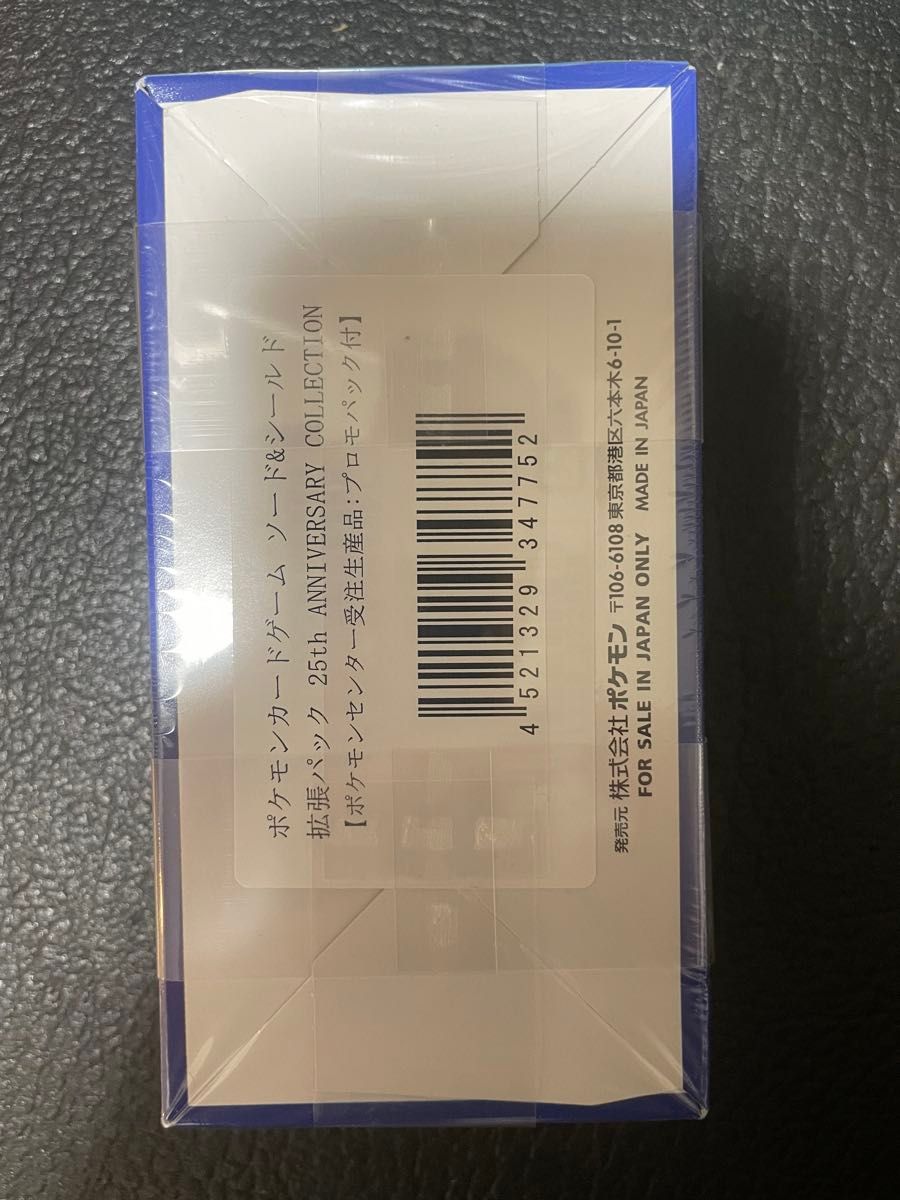 ポケモンカードゲーム ソード&シールド
拡張パック 25th ANNIVERSARY COLLECTION
【ポケモンセンター受注生産品:プロモパック付】
4 521329 347752
発売元 株式会社 ポケモン 〒106-6108 東京都港区六本木6-10-1
FOR SALE IN JAPAN ONLY MADE IN JAPAN